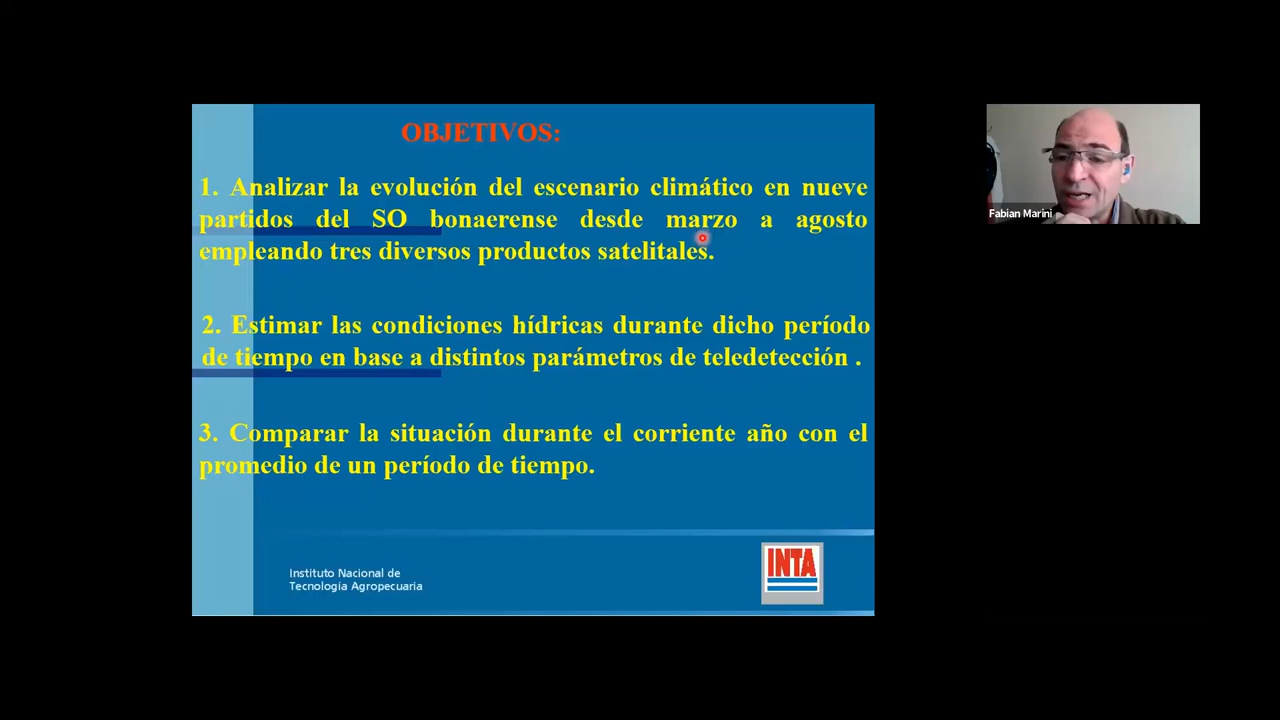 OBJETIVOS:
1. Analizar la evolución del escenario climático en nueve
partidos del SO bonaerense desde marzo a agosto
empleando tres diversos productos satelitales.
2. Estimar las condiciones hídricas durante dicho período
de tiempo en base a distintos parámetros de teledetección .
3. Comparar la situación durante el corriente año con el
promedio de un período de tiempo.
Instituto Nacional de
Tecnología Agropecuaria
INTA
Fabian Marini